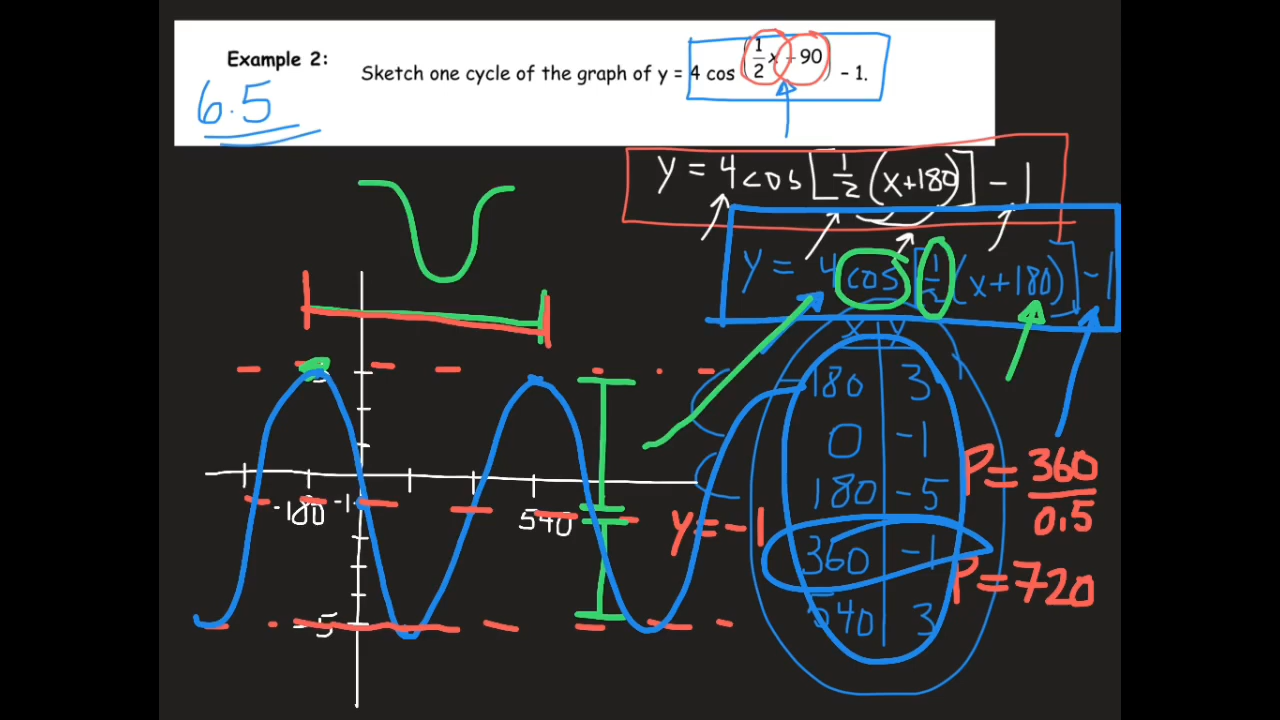 Example 2:
Sketch one cycle of the graph of y = 4 cos (1/2 x + 90) - 1.
6.5
y = 4cos[1/2(x+180)] - 1
y = 4cos[1/2(x+180)] - 1
x y
-180 3
0 -1
180 -5
360 -1
540 3
P = 360/0.5
P = 720
3
-180 -1 540
y = -1
-5